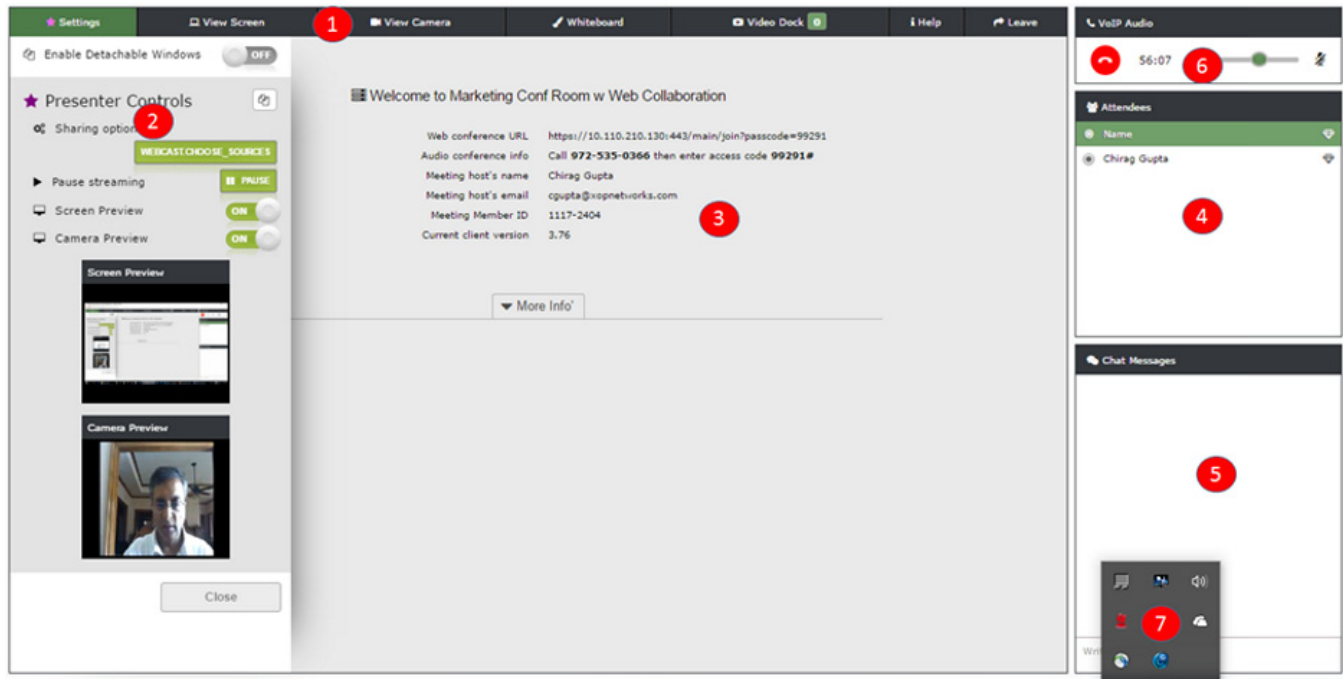 Settings
View Screen
1
View Camera
Whiteboard
Video Dock 0
Help
Leave
Enable Detachable Windows OFF
Presenter Controls
2
Sharing option
WEBCAST.CHOOSE_SOURCES
Pause streaming PAUSE
Screen Preview ON
Camera Preview ON
Screen Preview
Camera Preview
Close
Welcome to Marketing Conf Room w Web Collaboration
Web conference URL https://10.110.210.130:443/main/join?passcode=99291
Audio conference info Call 972-535-0366 then enter access code 99291#
Meeting host's name Chirag Gupta
Meeting host's email cgupta@xopnetworks.com
Meeting Member ID 1117-2404
Current client version 3.76
3
More Info'
VoIP Audio
56:07
6
Attendees
Name
Chirag Gupta
4
Chat Messages
5
7